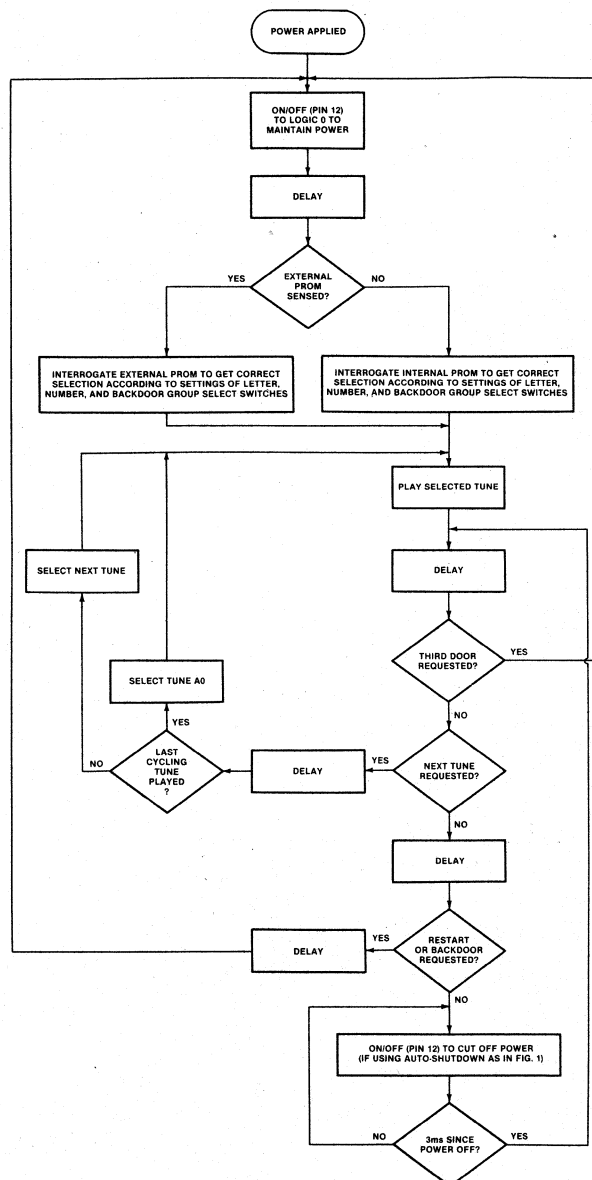 POWER APPLIED
ON/OFF (PIN 12)
TO LOGIC 0 TO
MAINTAIN POWER
DELAY
EXTERNAL
PROM
SENSED?
YES
NO
INTERROGATE EXTERNAL PROM TO GET CORRECT
SELECTION ACCORDING TO SETTINGS OF LETTER,
NUMBER, AND BACKDOOR GROUP SELECT SWITCHES
INTERROGATE INTERNAL PROM TO GET CORRECT
SELECTION ACCORDING TO SETTINGS OF LETTER,
NUMBER, AND BACKDOOR GROUP SELECT SWITCHES
PLAY SELECTED TUNE
SELECT NEXT TUNE
DELAY
THIRD DOOR
REQUESTED?
YES
NO
SELECT TUNE A0
YES
LAST
CYCLING
TUNE
PLAYED
?
NO
DELAY
YES
NEXT TUNE
REQUESTED?
NO
DELAY
RESTART
OR BACKDOOR
REQUESTED?
YES
DELAY
NO
ON/OFF (PIN 12) TO CUT OFF POWER
(IF USING AUTO-SHUTDOWN AS IN FIG. 1)
NO
3ms SINCE
POWER OFF?
YES